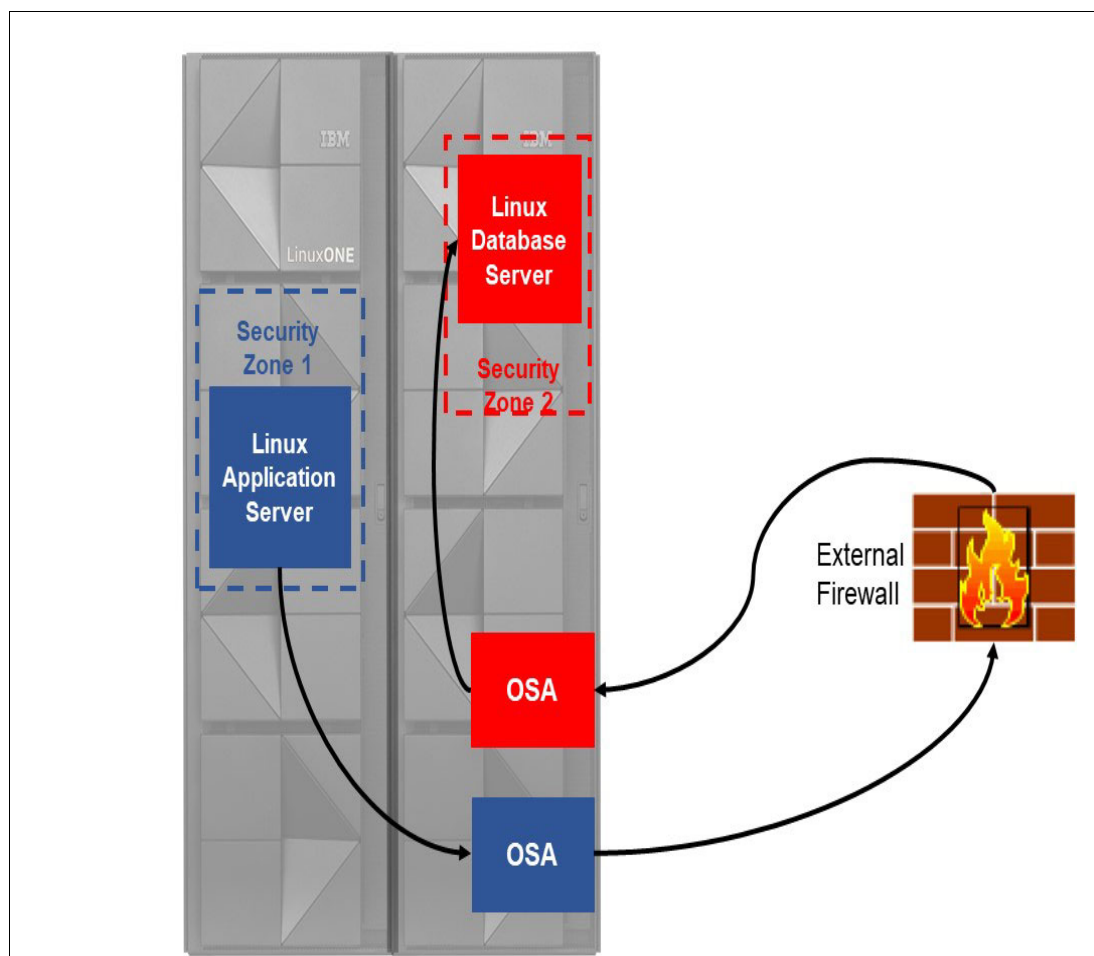 IBM
IBM
LinuxONE
Linux
Database
Server
Security
Zone 1
Security
Zone 2
Linux
Application
Server
External
Firewall
OSA
OSA